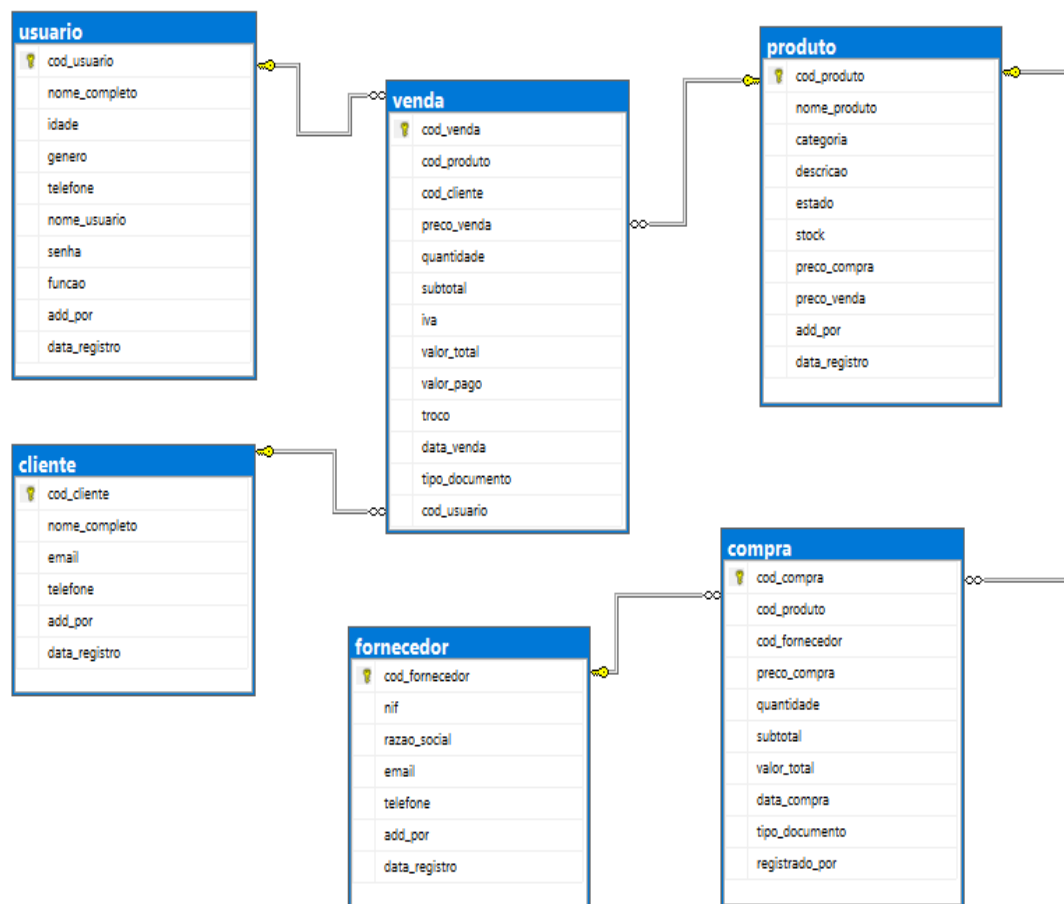 usuario
cod_usuario
nome_completo
idade
genero
telefone
nome_usuario
senha
funcao
add_por
data_registro
venda
cod_venda
cod_produto
cod_cliente
preco_venda
quantidade
subtotal
iva
valor_total
valor_pago
troco
data_venda
tipo_documento
cod_usuario
produto
cod_produto
nome_produto
categoria
descricao
estado
stock
preco_compra
preco_venda
add_por
data_registro
cliente
cod_cliente
nome_completo
email
telefone
add_por
data_registro
fornecedor
cod_fornecedor
nif
razao_social
email
telefone
add_por
data_registro
compra
cod_compra
cod_produto
cod_fornecedor
preco_compra
quantidade
subtotal
valor_total
data_compra
tipo_documento
registrado_por